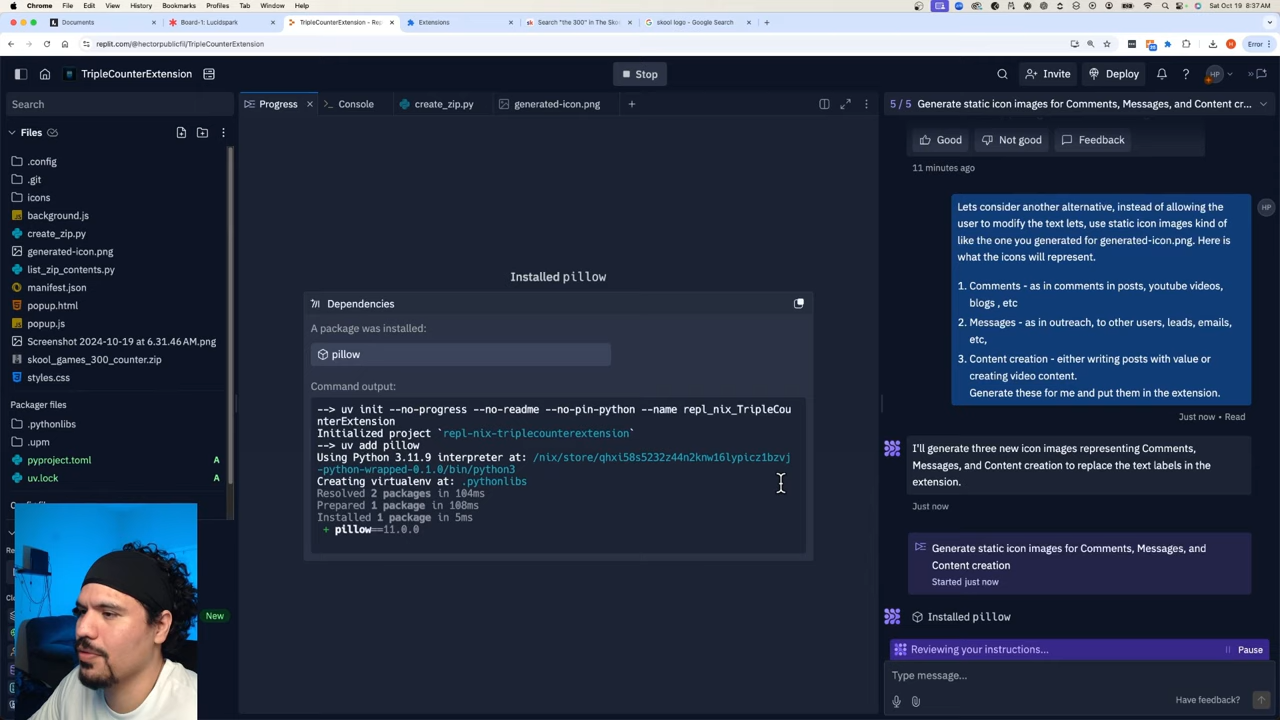 Chrome File Edit View History Bookmarks Profiles Tab Window Help
Sat Oct 19 8:37 AM
Documents
Board-1: Lucidspark
TripleCounterExtension - Re
Extensions
Search "the 300" in The Sko
skool logo - Google Search
replit.com/@hectorpublicfil/TripleCounterExtension
Error
TripleCounterExtension
Stop
Invite
Deploy
HP
Search
Progress
Console
create_zip.py
generated-icon.png
5 / 5 Generate static icon images for Comments, Messages, and Content cr...
Files
.config
.git
icons
background.js
create_zip.py
generated-icon.png
list_zip_contents.py
manifest.json
popup.html
popup.js
Screenshot 2024-10-19 at 6.31.46 AM.png
skool_games_300_counter.zip
styles.css
Packager files
.pythonlibs
.upm
pyproject.toml A
uv.lock A
New
Installed pillow
Dependencies
A package was installed:
pillow
Command output:
--> uv init --no-progress --no-readme --no-pin-python --name repl_nix_TripleCou
nterExtension
Initialized project `repl-nix-triplecounterextension`
--> uv add pillow
Using Python 3.11.9 interpreter at: /nix/store/qhxi58s5232z44n2knw16lypicz1bzvj
-python-wrapped-0.1.0/bin/python3
Creating virtualenv at: .pythonlibs
Resolved 2 packages in 104ms
Prepared 1 package in 108ms
Installed 1 package in 5ms
+ pillow==11.0.0
Good
Not good
Feedback
11 minutes ago
Lets consider another alternative, instead of allowing the
user to modify the text lets, use static icon images kind of
like the one you generated for generated-icon.png. Here is
what the icons will represent.
1. Comments - as in comments in posts, youtube videos,
blogs , etc
2. Messages - as in outreach, to other users, leads, emails,
etc,
3. Content creation - either writing posts with value or
creating video content.
Generate these for me and put them in the extension.
HP
Just now • Read
I'll generate three new icon images representing Comments,
Messages, and Content creation to replace the text labels in the
extension.
Just now
Generate static icon images for Comments, Messages, and
Content creation
Started just now
Installed pillow
Reviewing your instructions...
Pause
Type message...
Have feedback?